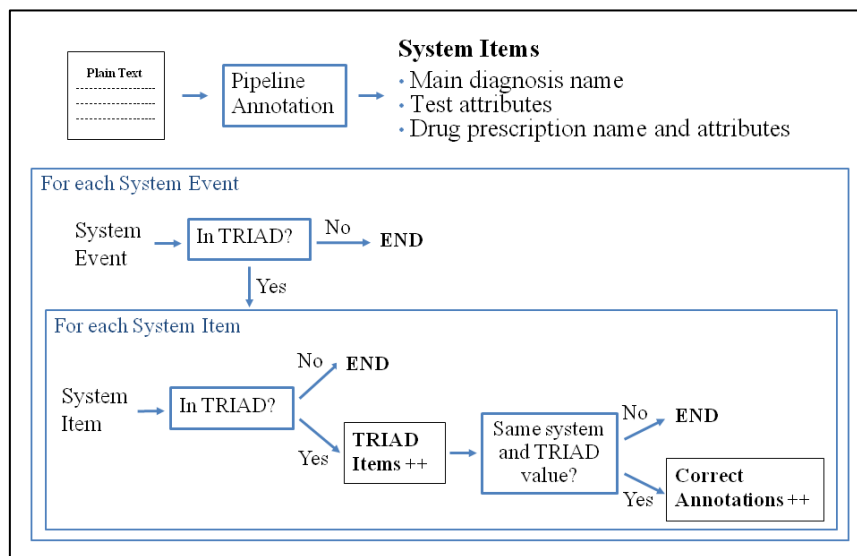 Plain Text
Pipeline
Annotation
System Items
· Main diagnosis name
· Test attributes
· Drug prescription name and attributes
For each System Event
System
Event
In TRIAD?
No
END
Yes
For each System Item
System
Item
In TRIAD?
No
END
Yes
TRIAD
Items ++
Same system
and TRIAD
value?
No
END
Yes
Correct
Annotations ++